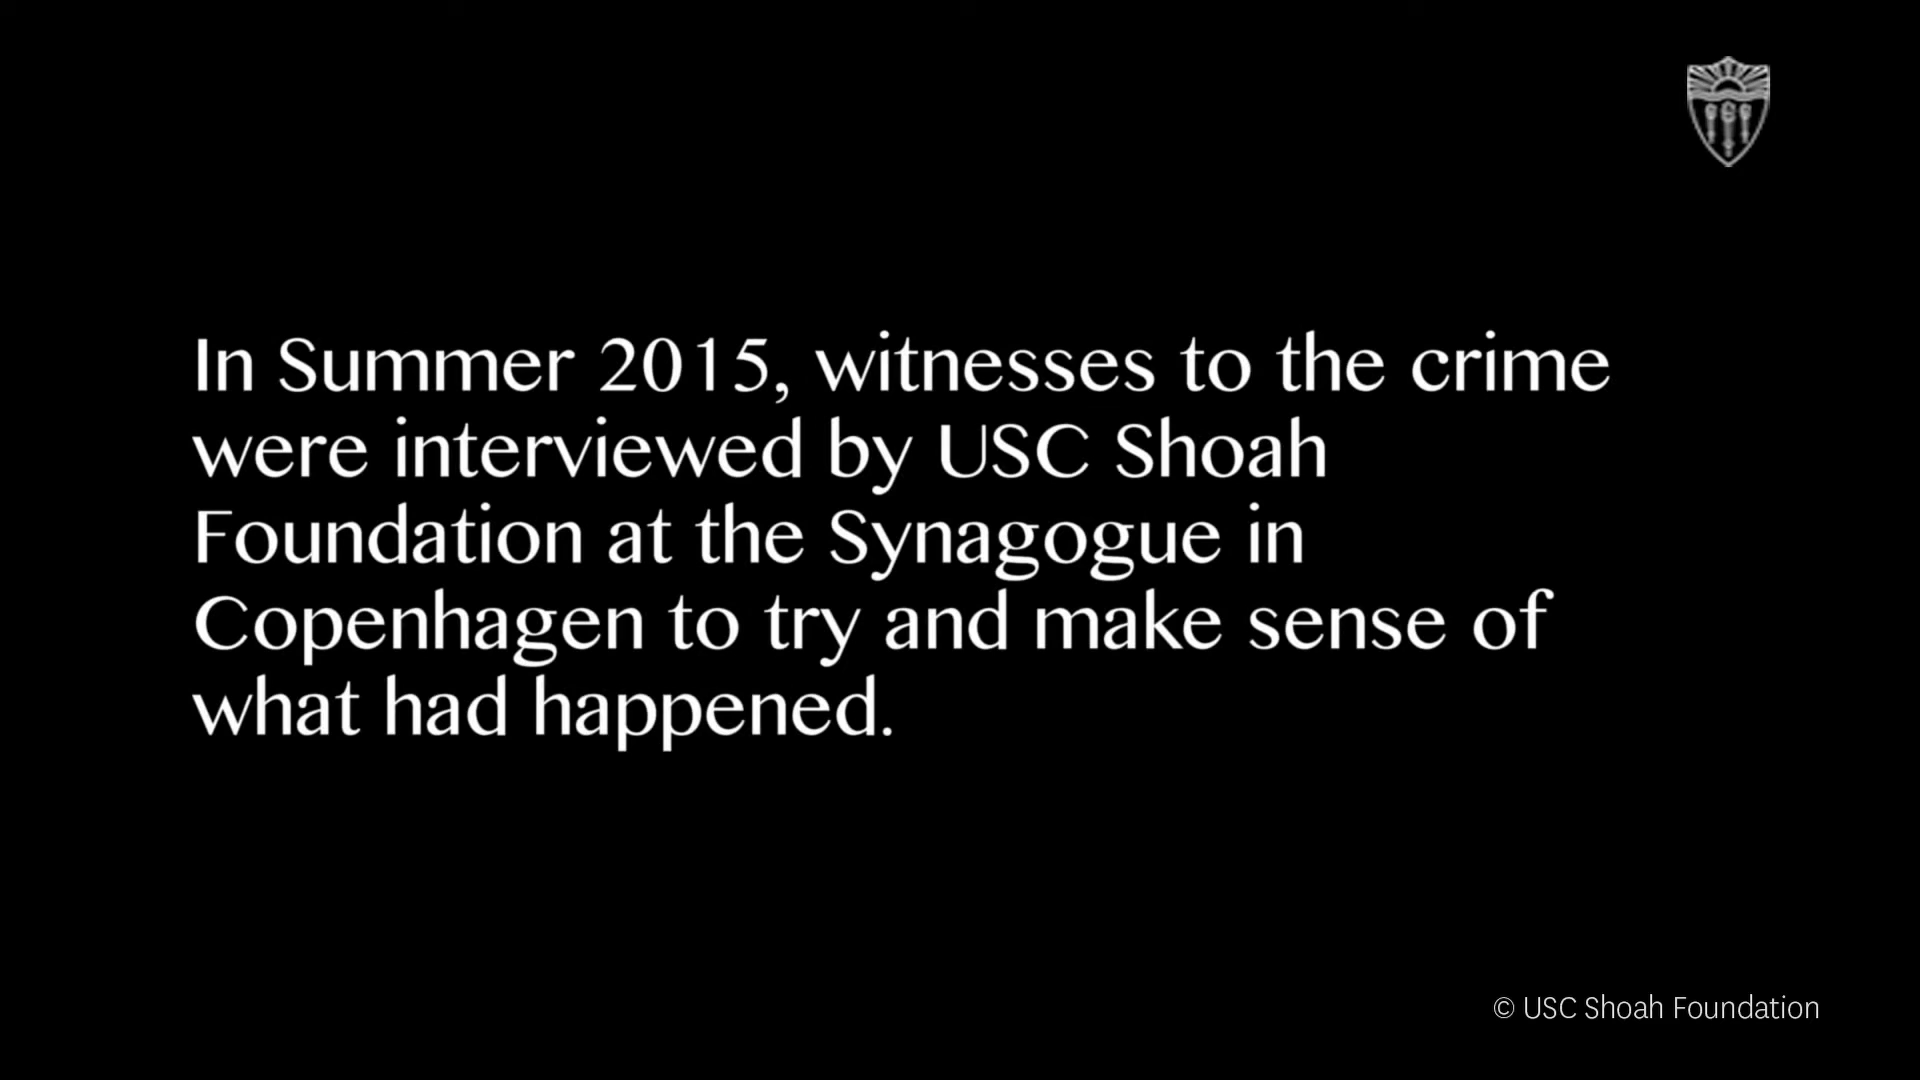 In Summer 2015, witnesses to the crime
were interviewed by USC Shoah
Foundation at the Synagogue in
Copenhagen to try and make sense of
what had happened.
© USC Shoah Foundation